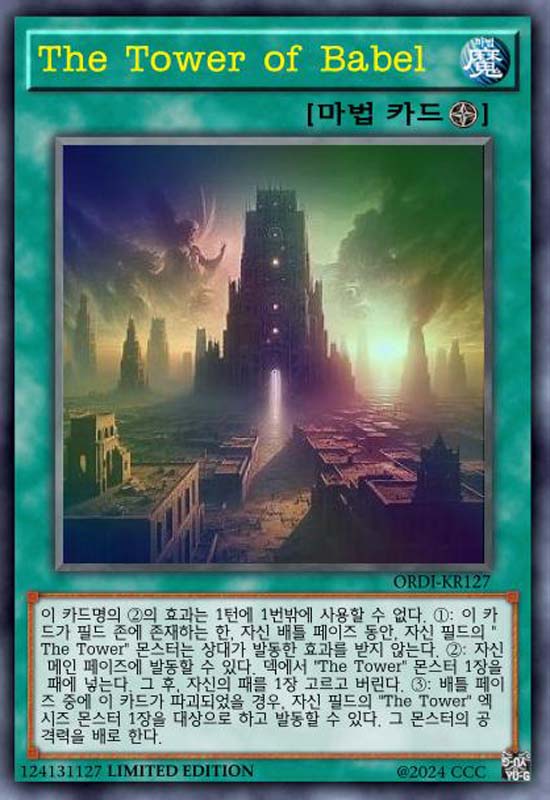 The Tower of Babel
마법
魔
[마법 카드]
ORDI-KR127
이 카드명의 ②의 효과는 1턴에 1번밖에 사용할 수 없다. ①: 이 카
드가 필드 존에 존재하는 한, 자신 배틀 페이즈 동안, 자신 필드의 "
The Tower" 몬스터는 상대가 발동한 효과를 받지 않는다. ②: 자신
메인 페이즈에 발동할 수 있다. 덱에서 "The Tower" 몬스터 1장을
패에 넣는다. 그 후, 자신의 패를 1장 고르고 버린다. ③: 배틀 페이
즈 중에 이 카드가 파괴되었을 경우, 자신 필드의 "The Tower" 엑
시즈 몬스터 1장을 대상으로 하고 발동할 수 있다. 그 몬스터의 공
격력을 배로 한다.
124131127 LIMITED EDITION
@2024 CCC
YU-G